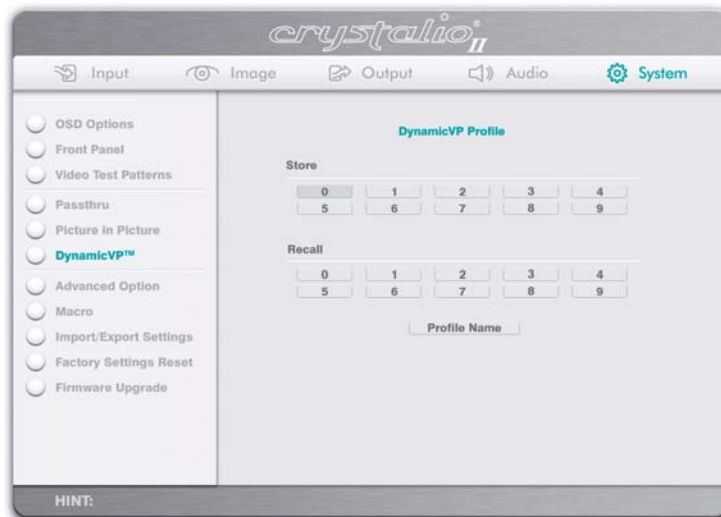 crystalio® II
Input Image Output Audio System
OSD Options
Front Panel
Video Test Patterns
Passthru
Picture in Picture
DynamicVP™
Advanced Option
Macro
Import/Export Settings
Factory Settings Reset
Firmware Upgrade
DynamicVP Profile
Store
0 1 2 3 4
5 6 7 8 9
Recall
0 1 2 3 4
5 6 7 8 9
Profile Name
HINT: